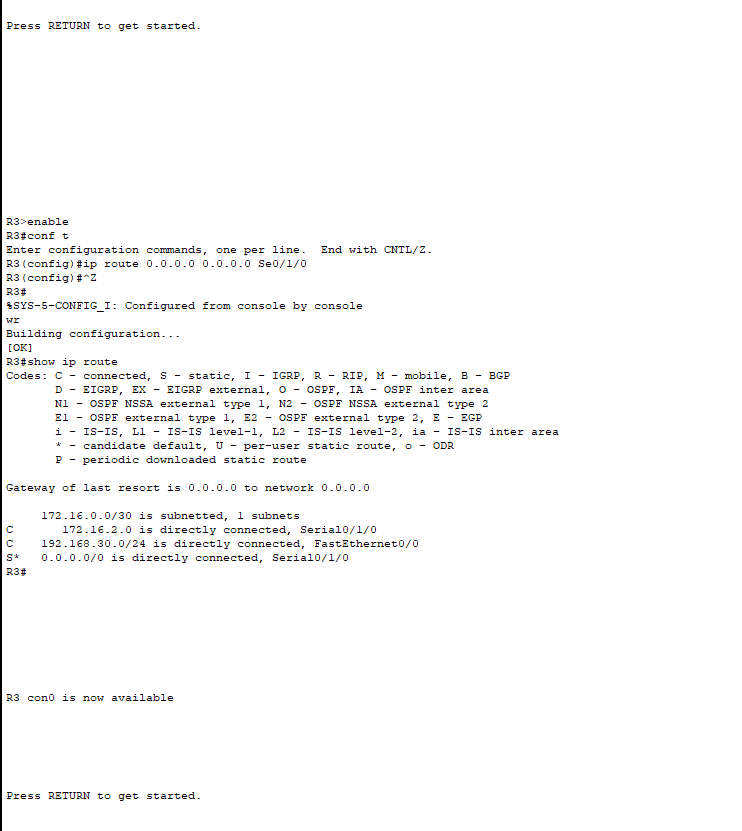 Press RETURN to get started.
R3>enable
R3#conf t
Enter configuration commands, one per line.  End with CNTL/Z.
R3(config)#ip route 0.0.0.0 0.0.0.0 Se0/1/0
R3(config)#^Z
R3#
%SYS-5-CONFIG_I: Configured from console by console
wr
Building configuration...
[OK]
R3#show ip route
Codes: C - connected, S - static, I - IGRP, R - RIP, M - mobile, B - BGP
       D - EIGRP, EX - EIGRP external, O - OSPF, IA - OSPF inter area
       N1 - OSPF NSSA external type 1, N2 - OSPF NSSA external type 2
       E1 - OSPF external type 1, E2 - OSPF external type 2, E - EGP
       i - IS-IS, L1 - IS-IS level-1, L2 - IS-IS level-2, ia - IS-IS inter area
       * - candidate default, U - per-user static route, o - ODR
       P - periodic downloaded static route
Gateway of last resort is 0.0.0.0 to network 0.0.0.0
     172.16.0.0/30 is subnetted, 1 subnets
C       172.16.2.0 is directly connected, Serial0/1/0
C    192.168.30.0/24 is directly connected, FastEthernet0/0
S*   0.0.0.0/0 is directly connected, Serial0/1/0
R3#
R3 con0 is now available
Press RETURN to get started.